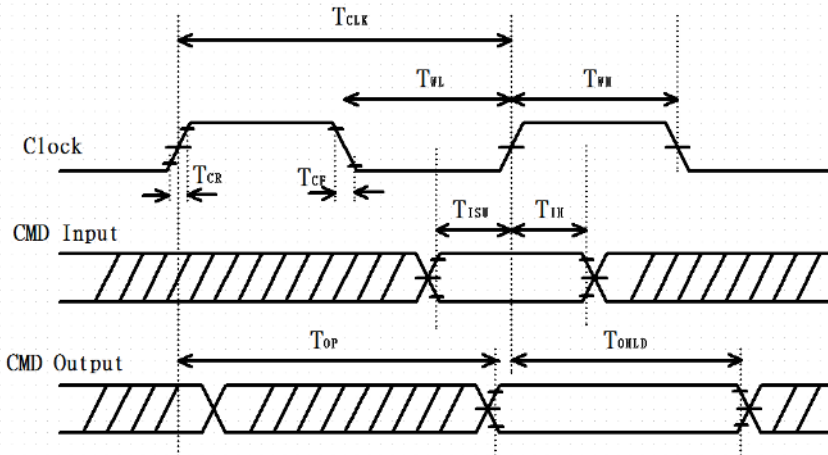 TCLK
TWL TWH
Clock
TCR TCF
TISU TIH
CMD Input
TOP TOHLD
CMD Output